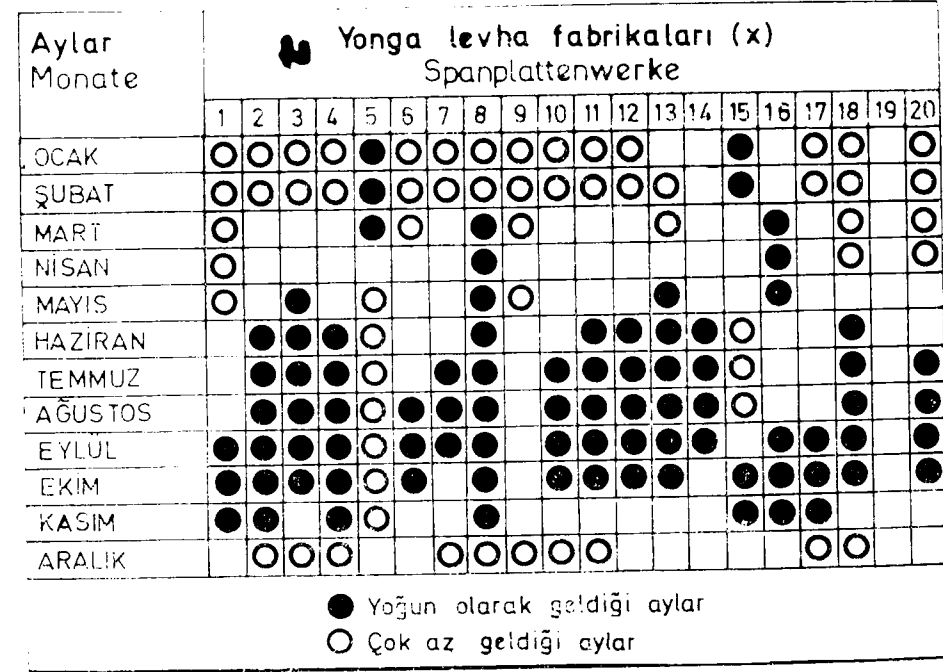 Aylar
Monate
Yonga levha fabrikaları (x)
Spanplattenwerke
1 2 3 4 5 6 7 8 9 10 11 12 13 14 15 16 17 18 19 20
OCAK
ŞUBAT
MART
NİSAN
MAYIS
HAZİRAN
TEMMUZ
AĞUSTOS
EYLÜL
EKİM
KASIM
ARALIK
Yoğun olarak geldiği aylar
Çok az geldiği aylar